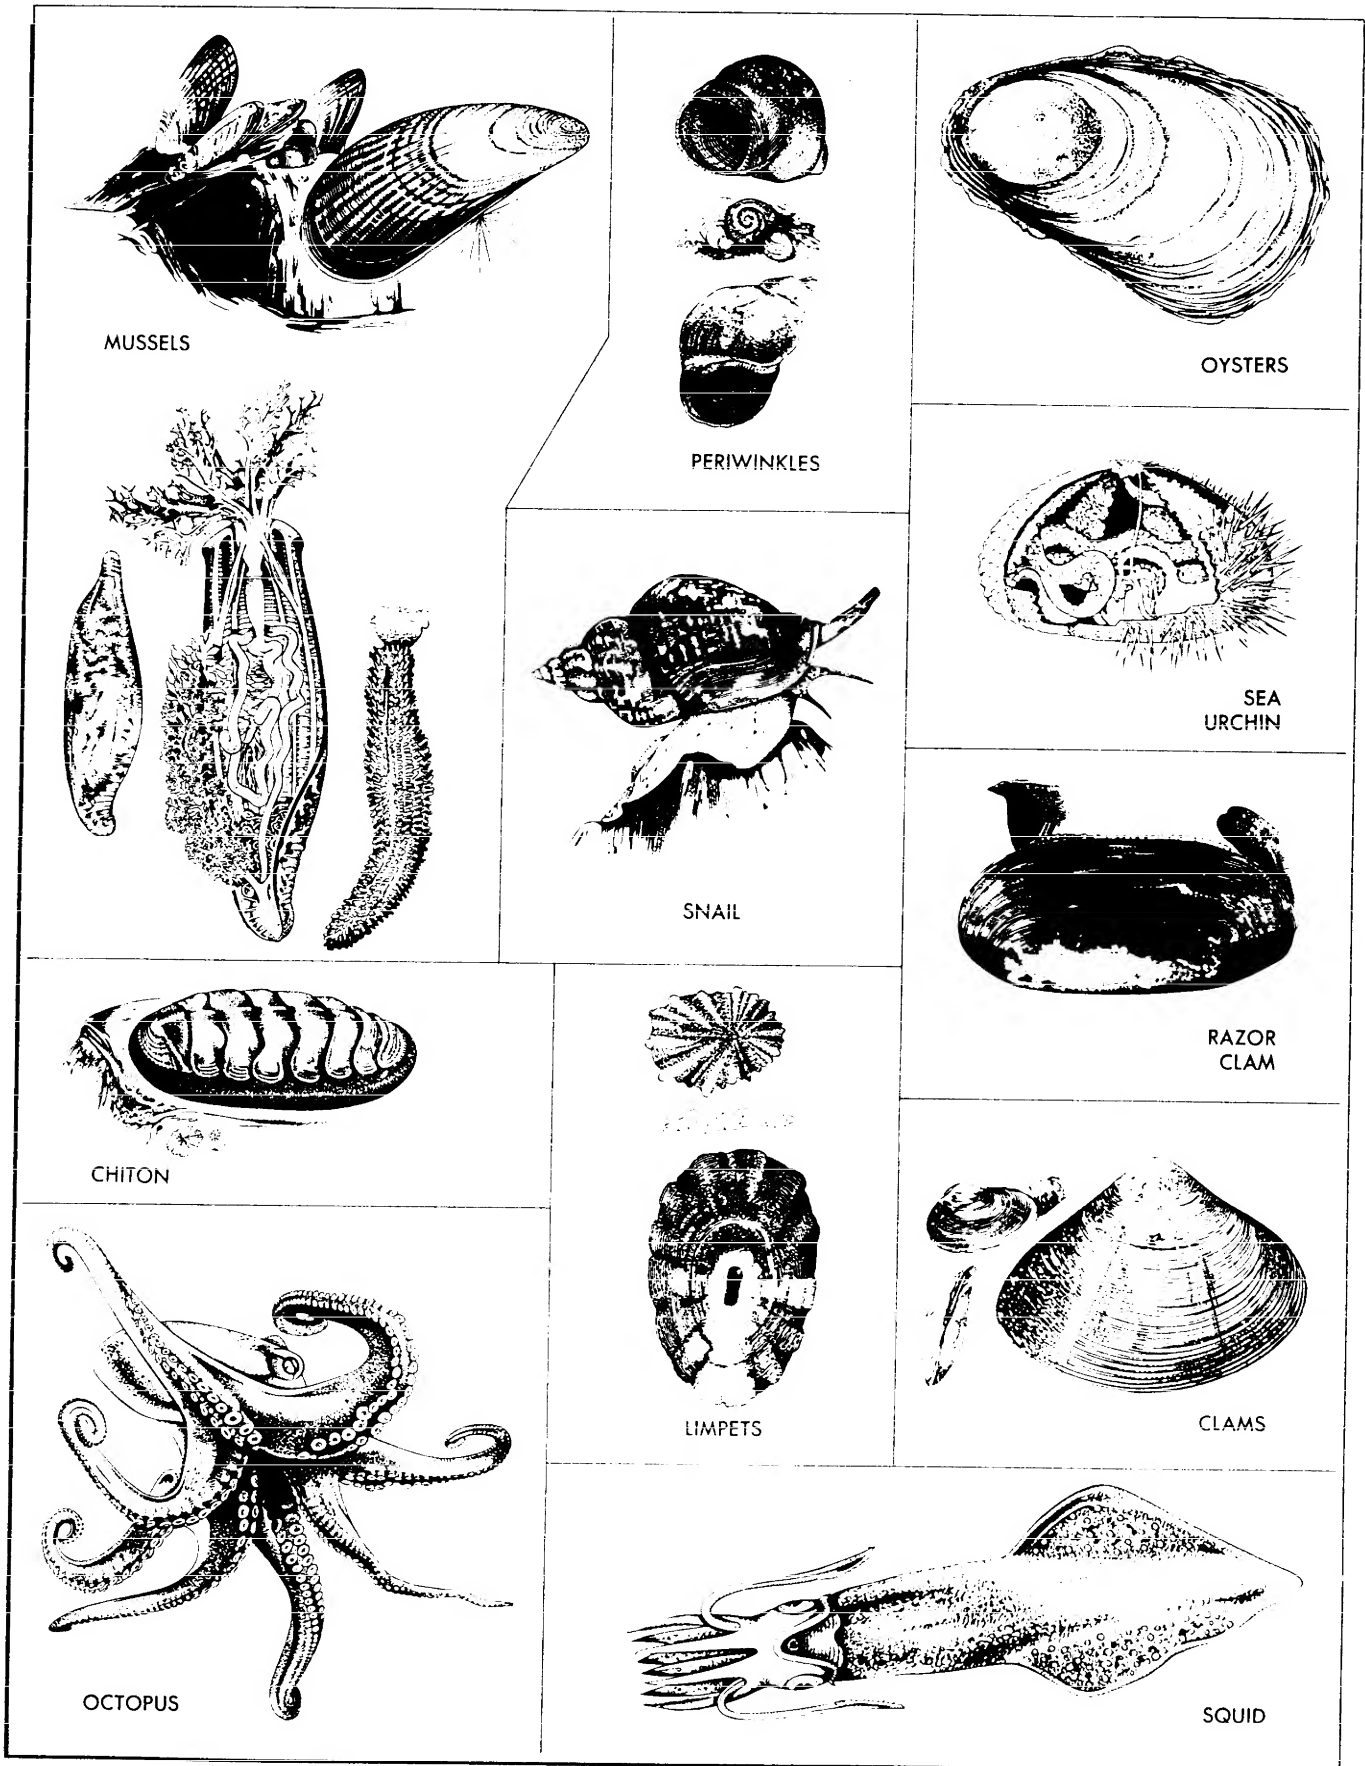 MUSSELS
PERIWINKLES
OYSTERS
SEA
URCHIN
SNAIL
RAZOR
CLAM
CHITON
LIMPETS
CLAMS
OCTOPUS
SQUID